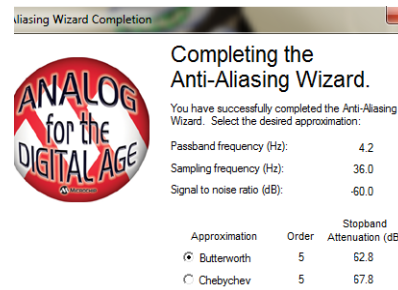 Aliasing Wizard Completion
Completing the
Anti-Aliasing Wizard.
ANALOG
for the
DIGITAL AGE
You have successfully completed the Anti-Aliasing
Wizard. Select the desired approximation:
Passband frequency (Hz): 4.2
Sampling frequency (Hz): 36.0
Signal to noise ratio (dB): -60.0
Stopband
Approximation Order Attenuation (dB
Butterworth 5 62.8
Chebychev 5 67.8